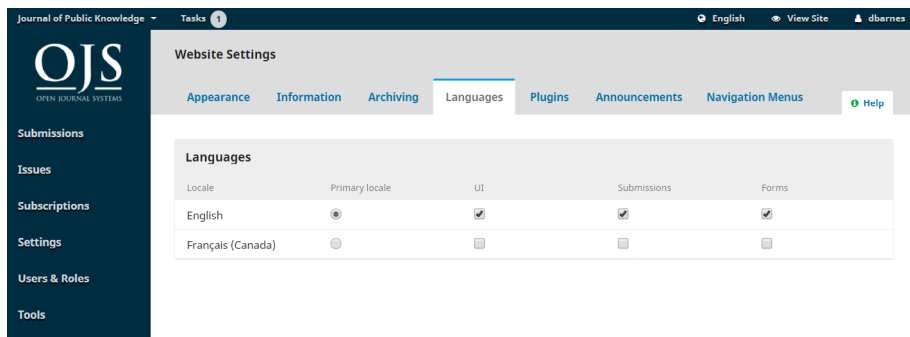 Journal of Public Knowledge Tasks 1 English View Site dbarnes
OJS
OPEN JOURNAL SYSTEMS
Website Settings
Appearance Information Archiving Languages Plugins Announcements Navigation Menus Help
Submissions
Issues
Subscriptions
Settings
Users & Roles
Tools
Languages
Locale Primary locale UI Submissions Forms
English
Français (Canada)